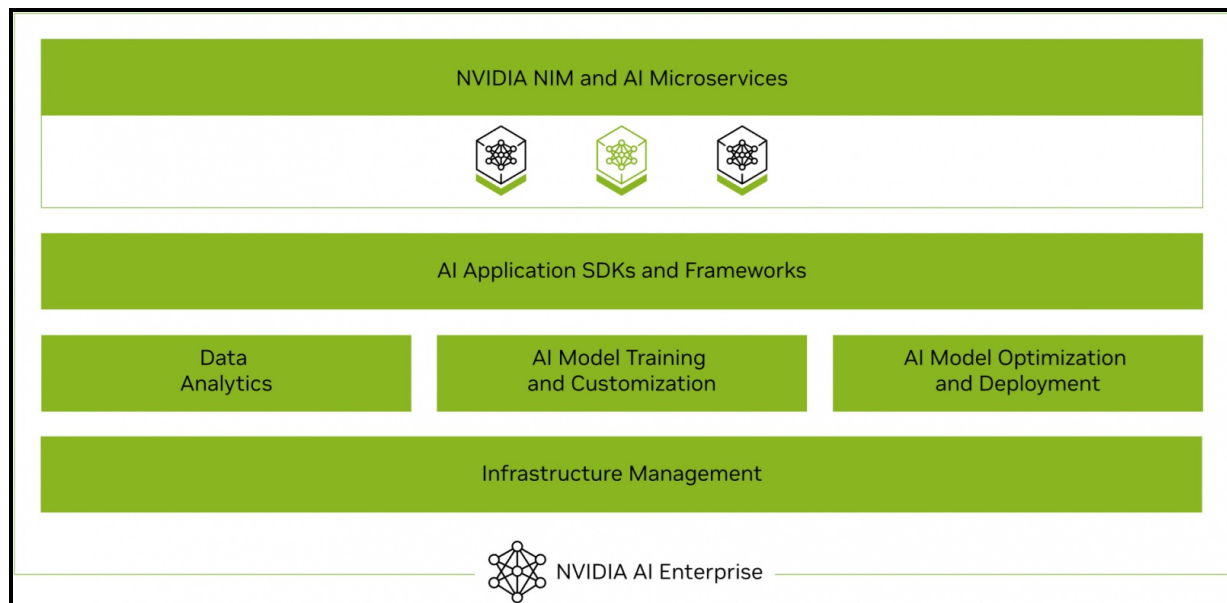 NVIDIA NIM and AI Microservices
AI Application SDKs and Frameworks
Data
Analytics
AI Model Training
and Customization
AI Model Optimization
and Deployment
Infrastructure Management
NVIDIA AI Enterprise